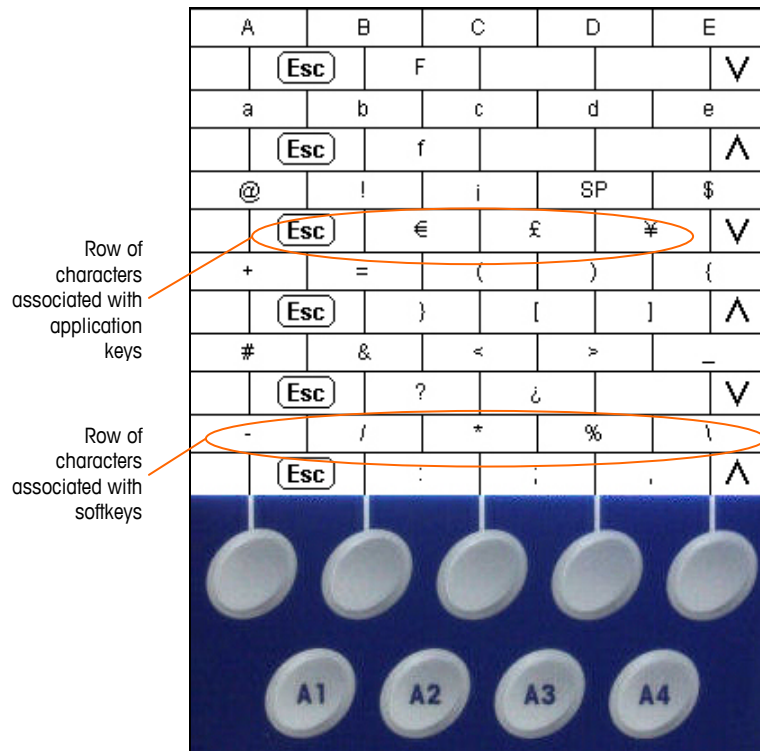 A B C D E
Esc F V
a b c d e
Esc f Λ
@ ! ¡ SP $
Esc € £ ¥ V
+ = ( ) {
Esc } [ ] Λ
# & < > _
Esc ? ¿ V
- / * % \
Esc : ; , Λ
Row of
characters
associated with
application
keys
Row of
characters
associated with
softkeys
A1 A2 A3 A4